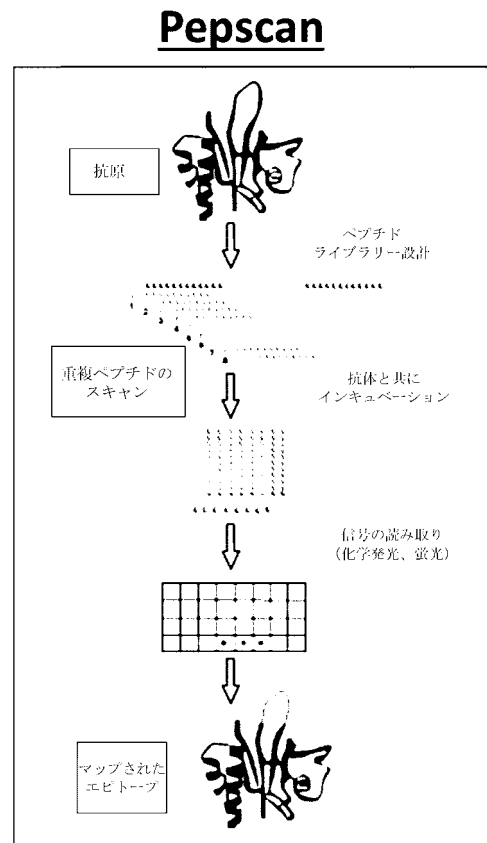 Pepscan
抗原
ペプチド
ライブラリー設計
重複ペプチドの
スキャン
抗体と共に
インキュベーション
信号の読み取り
(化学発光、蛍光)
マップされた
エピトープ